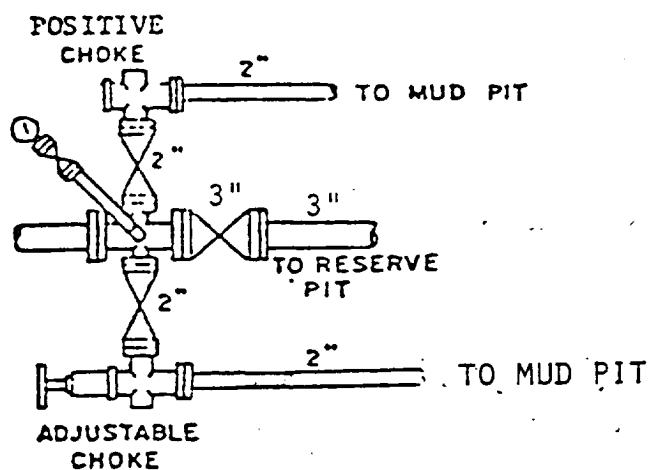 POSITIVE
CHOKE
2"
TO MUD PIT
2"
3"
3"
TO RESERVE
PIT
2"
2"
TO MUD PIT
ADJUSTABLE
CHOKE